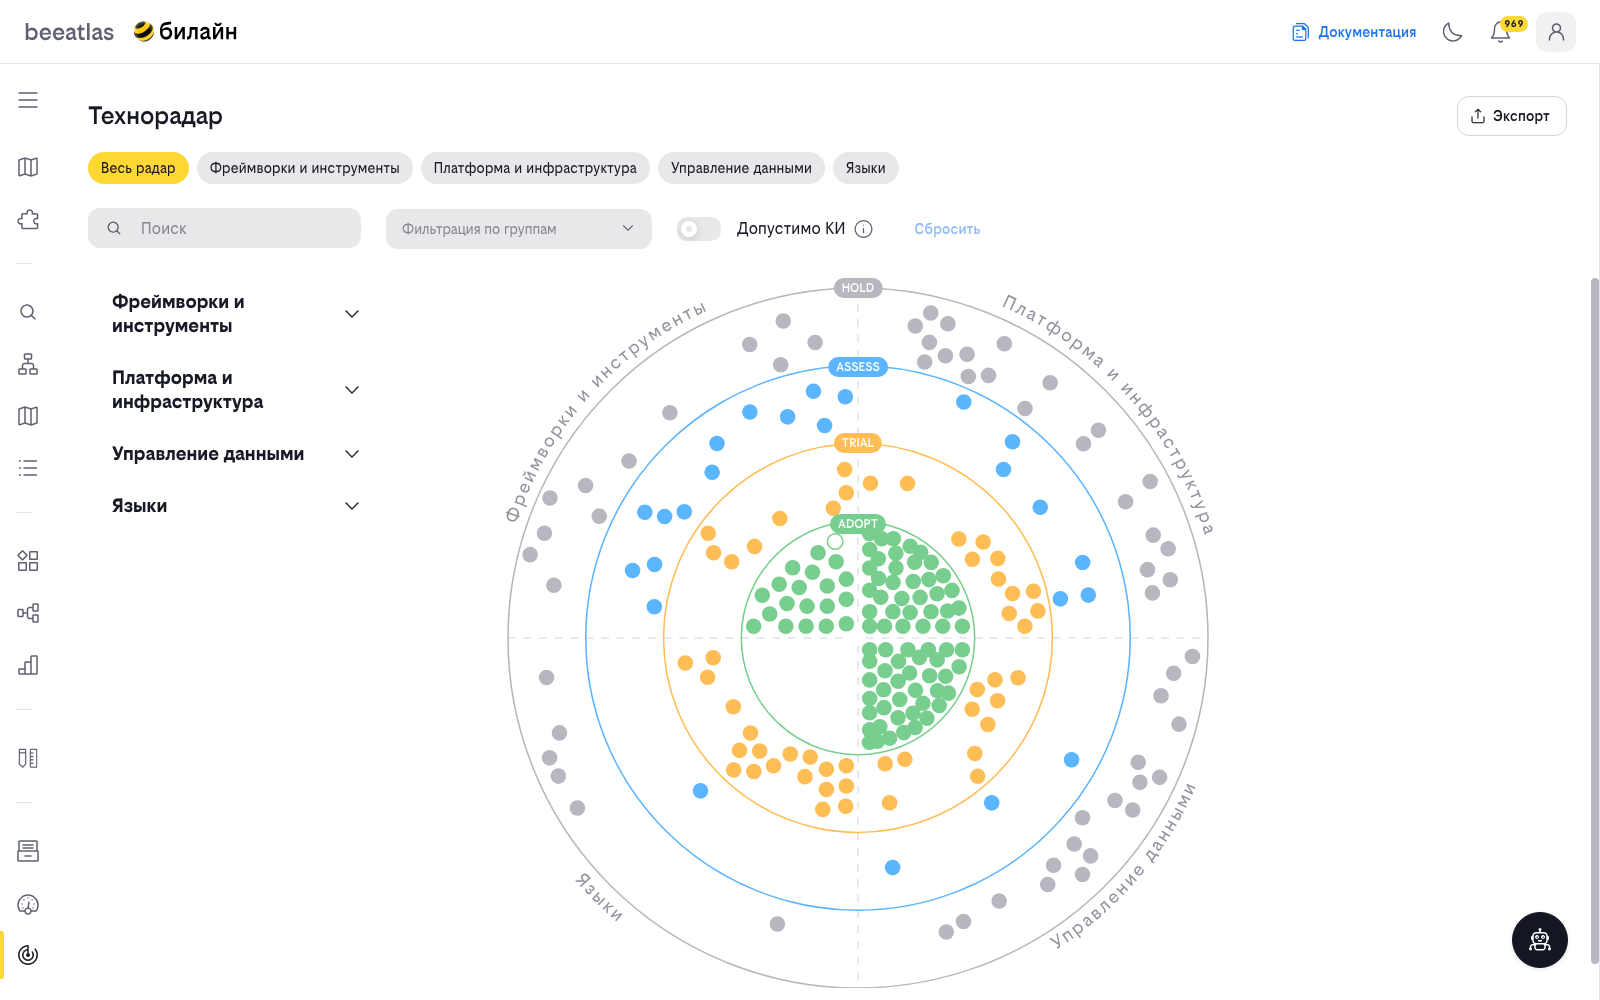 beeatlas билайн
Документация
969
Технорадар
Экспорт
Весь радар
Фреймворки и инструменты
Платформа и инфраструктура
Управление данными
Языки
Поиск
Фильтрация по группам
Допустимо КИ
Сбросить
Фреймворки и
инструменты
Платформа и
инфраструктура
Управление данными
Языки
HOLD
ASSESS
TRIAL
ADOPT
Фреймворки и инструменты
Платформа и инфраструктура
Языки
Управление данными